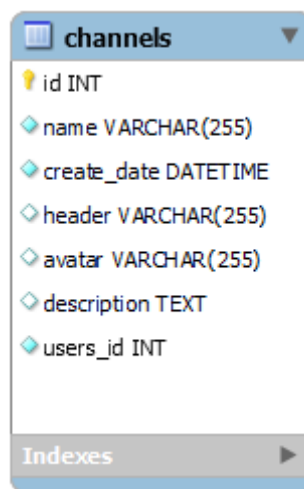 channels
id INT
name VARCHAR(255)
create_date DATETIME
header VARCHAR(255)
avatar VARCHAR(255)
description TEXT
users_id INT
Indexes